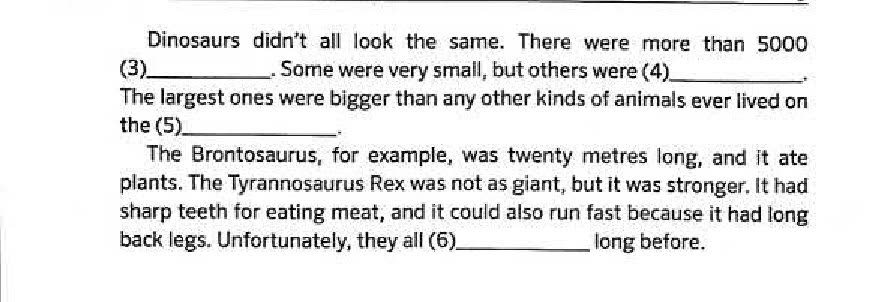 Dinosaurs didn't all look the same. There were more than 5000
(3)____________. Some were very small, but others were (4)____________.
The largest ones were bigger than any other kinds of animals ever lived on
the (5)______________.
The Brontosaurus, for example, was twenty metres long, and it ate
plants. The Tyrannosaurus Rex was not as giant, but it was stronger. It had
sharp teeth for eating meat, and it could also run fast because it had long
back legs. Unfortunately, they all (6)____________ long before.